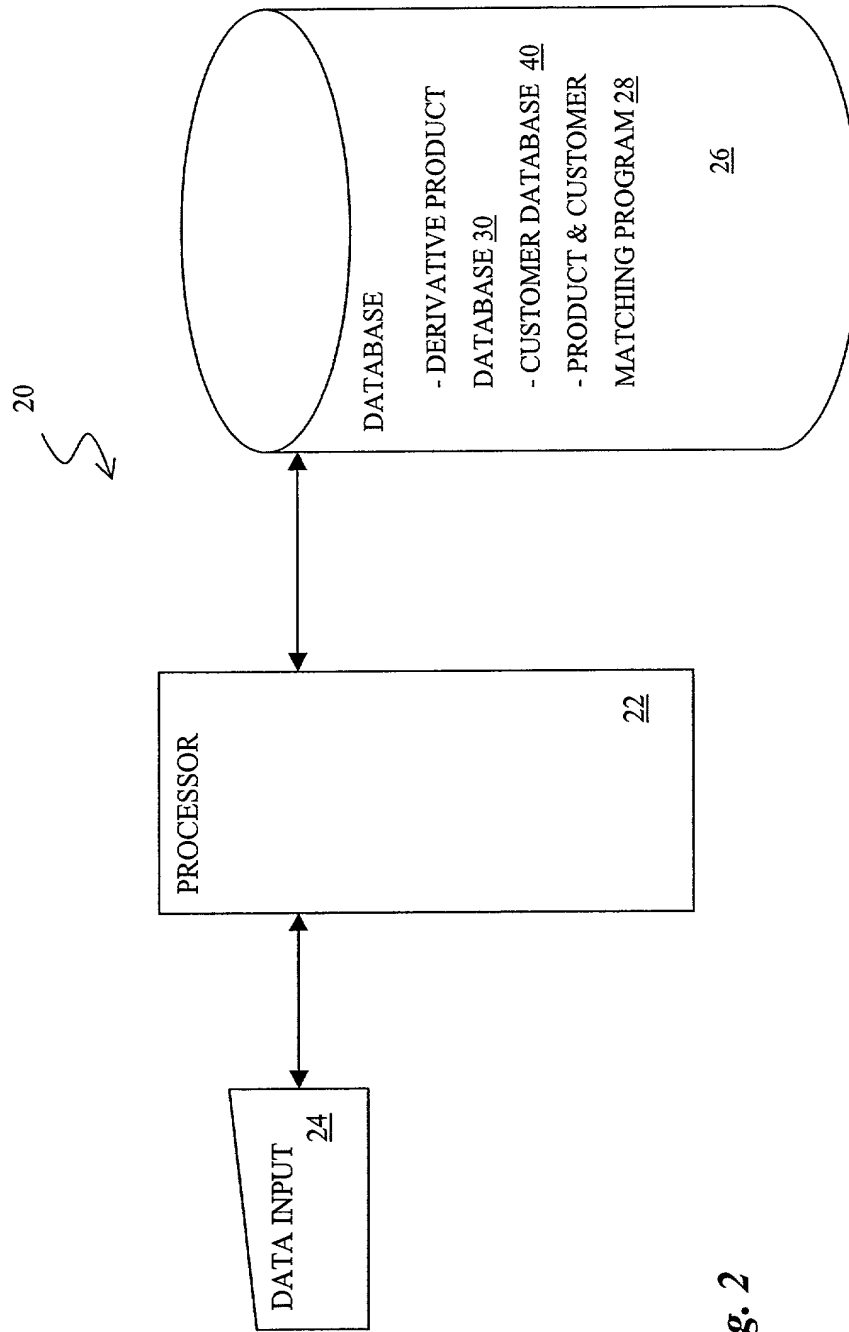 20
DATA INPUT
24
PROCESSOR
22
DATABASE
- DERIVATIVE PRODUCT
DATABASE 30
- CUSTOMER DATABASE 40
- PRODUCT & CUSTOMER
MATCHING PROGRAM 28
26
g. 2